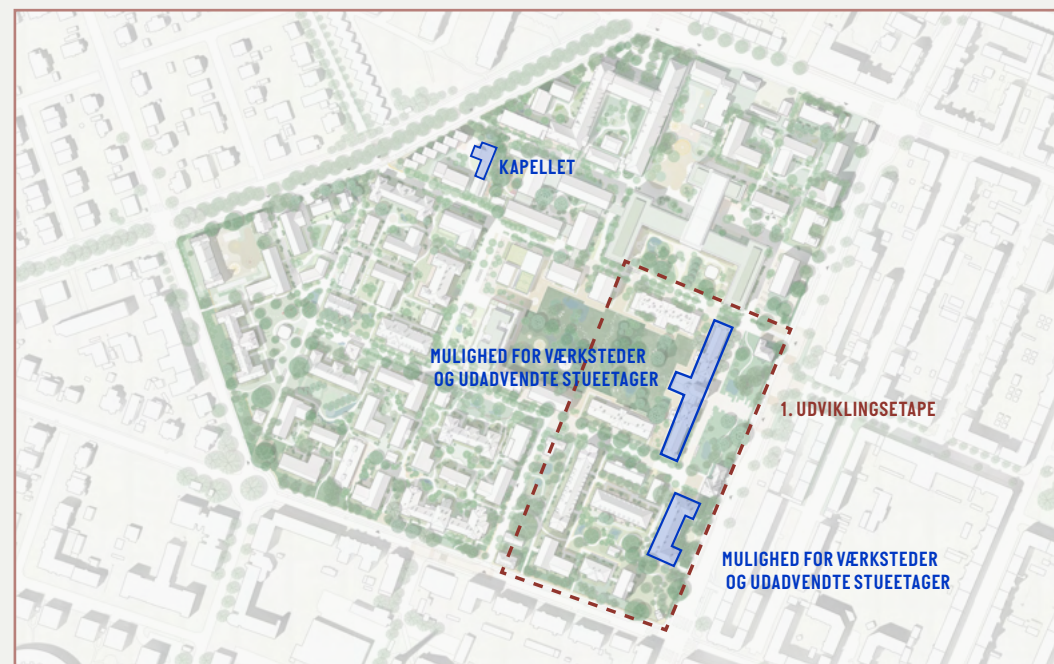 KAPELLET
MULIGHED FOR VÆRKSTEDER
OG UDADVENDTE STUEETAGER
1. UDVIKLINGSETAPE
MULIGHED FOR VÆRKSTEDER
OG UDADVENDTE STUEETAGER